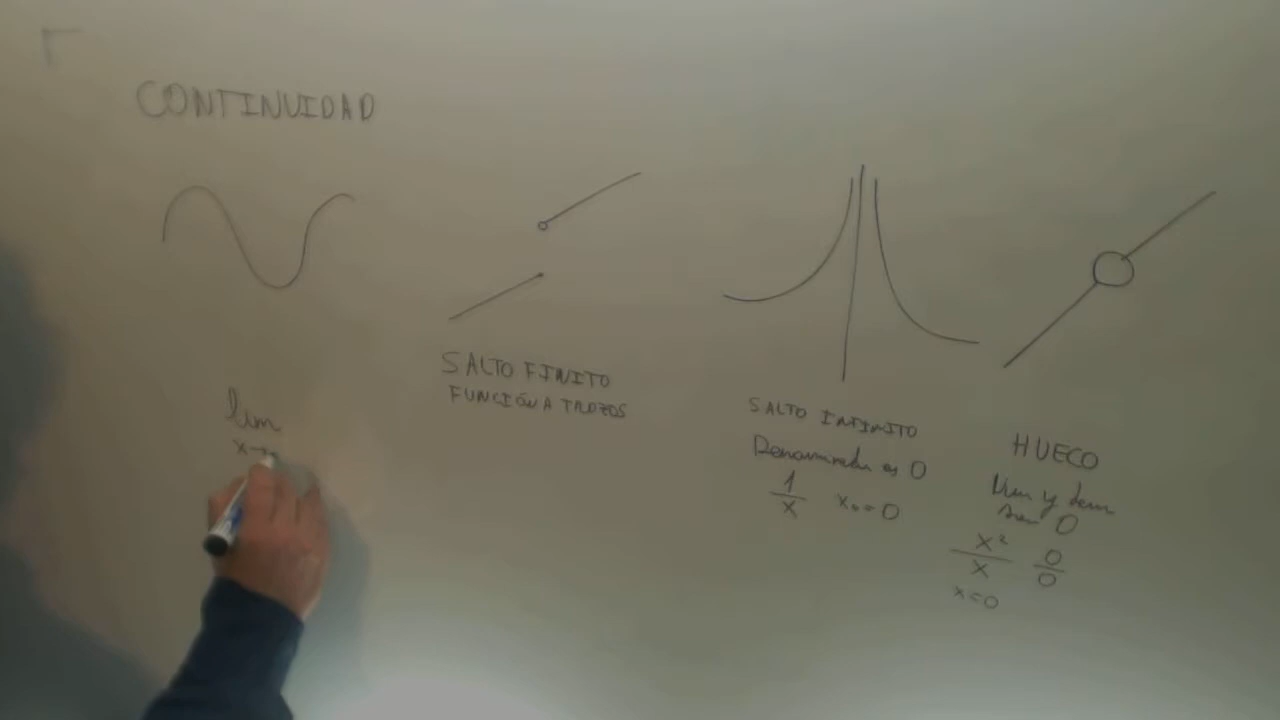 CONTINUIDAD
SALTO FINITO
FUNCIÓN A TROZOS
lim
x→
SALTO INFINITO
Denominador es 0
1
x
x₀=0
HUECO
Num y dem
son 0
x²
x
0
0
x=0